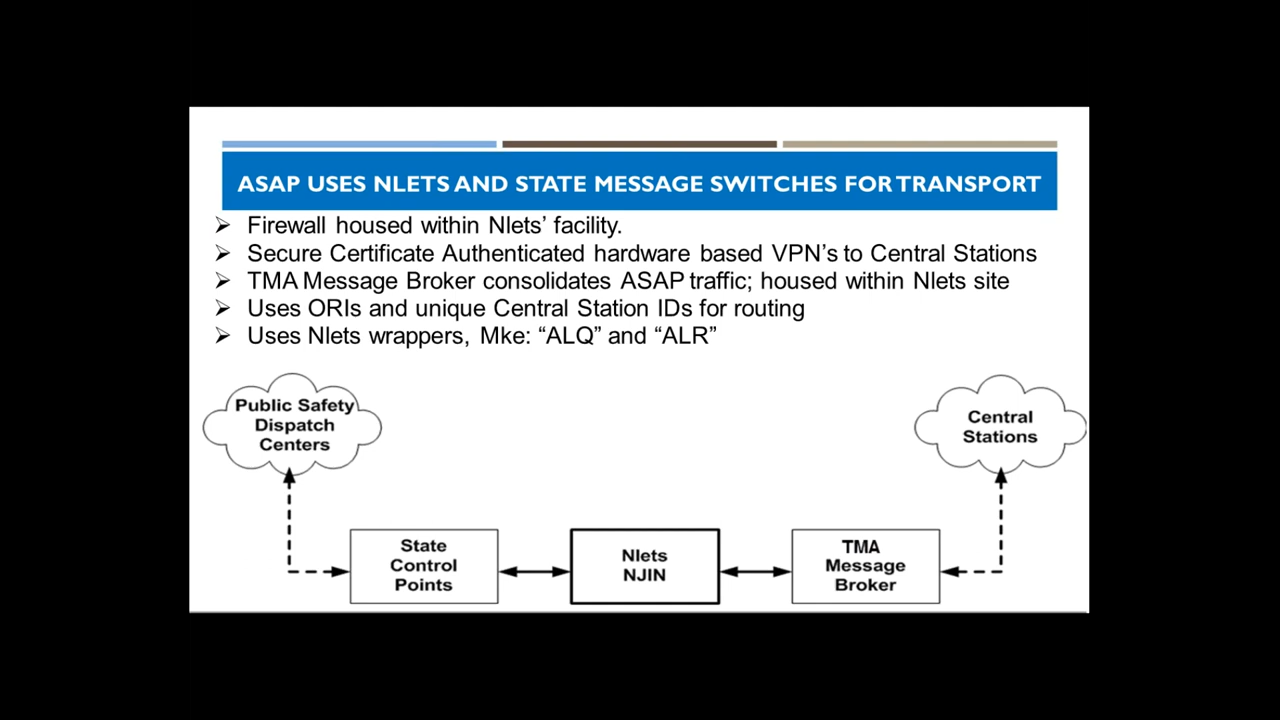 ASAP USES NLETS AND STATE MESSAGE SWITCHES FOR TRANSPORT
Firewall housed within Nlets’ facility.
Secure Certificate Authenticated hardware based VPN’s to Central Stations
TMA Message Broker consolidates ASAP traffic; housed within Nlets site
Uses ORIs and unique Central Station IDs for routing
Uses Nlets wrappers, Mke: “ALQ” and “ALR”
Public Safety
Dispatch
Centers
Central
Stations
State
Control
Points
Nlets
NJIN
TMA
Message
Broker